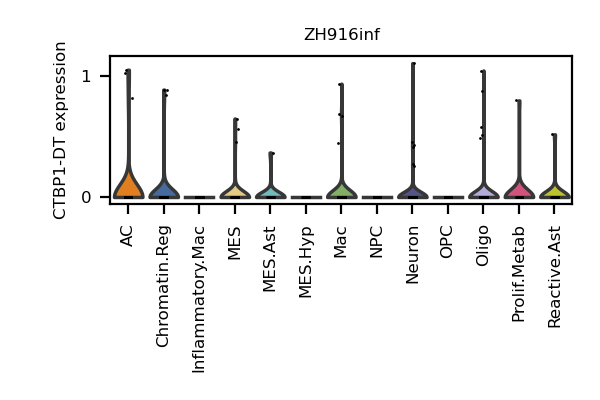 ZH916inf
CTBP1-DT expression
1
0
AC
Chromatin.Reg
Inflammatory.Mac
MES
MES.Ast
MES.Hyp
Mac
NPC
Neuron
OPC
Oligo
Prolif.Metab
Reactive.Ast